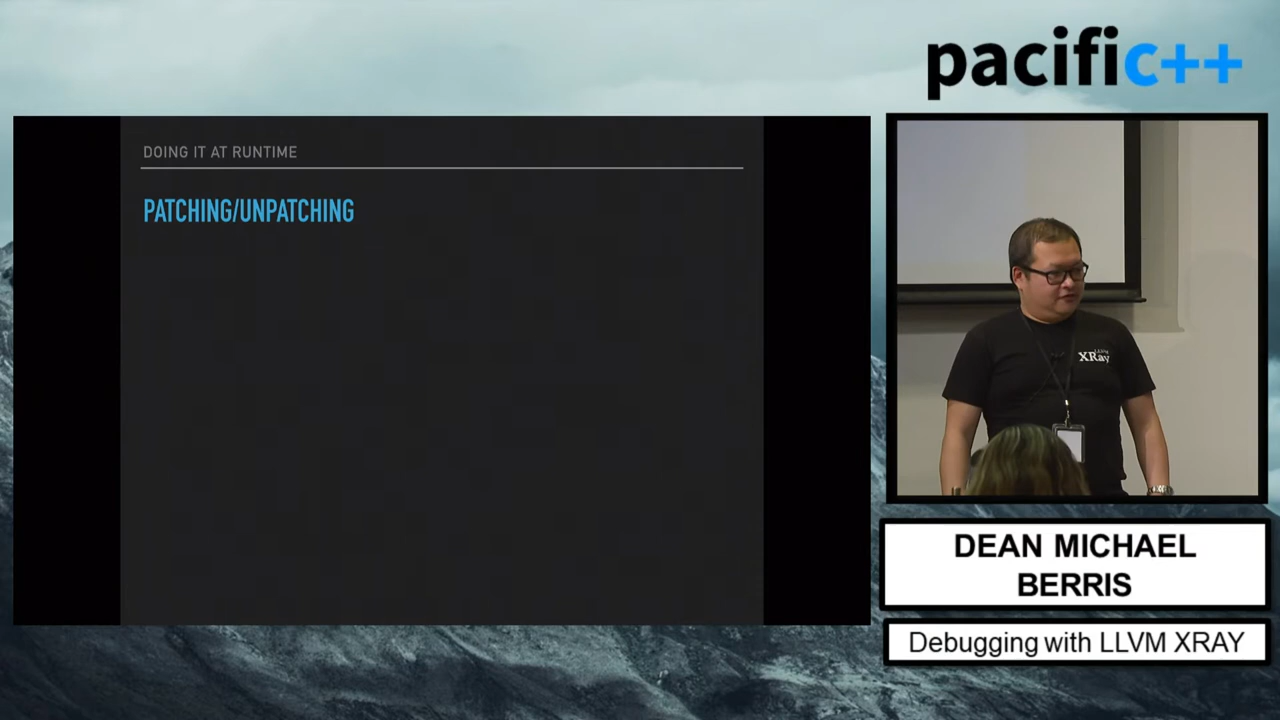 pacific++
DOING IT AT RUNTIME
PATCHING/UNPATCHING
XRay
DEAN MICHAEL
BERRIS
Debugging with LLVM XRAY